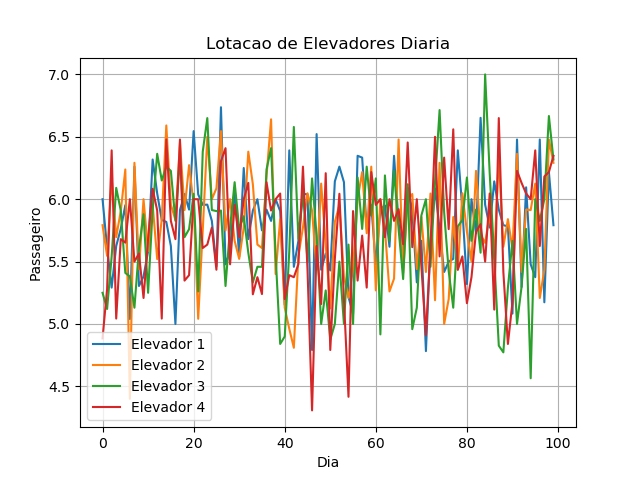 Lotacao de Elevadores Diaria
Passageiro
7.0
6.5
6.0
5.5
5.0
4.5
Elevador 1
Elevador 2
Elevador 3
Elevador 4
0 20 40 60 80 100
Dia